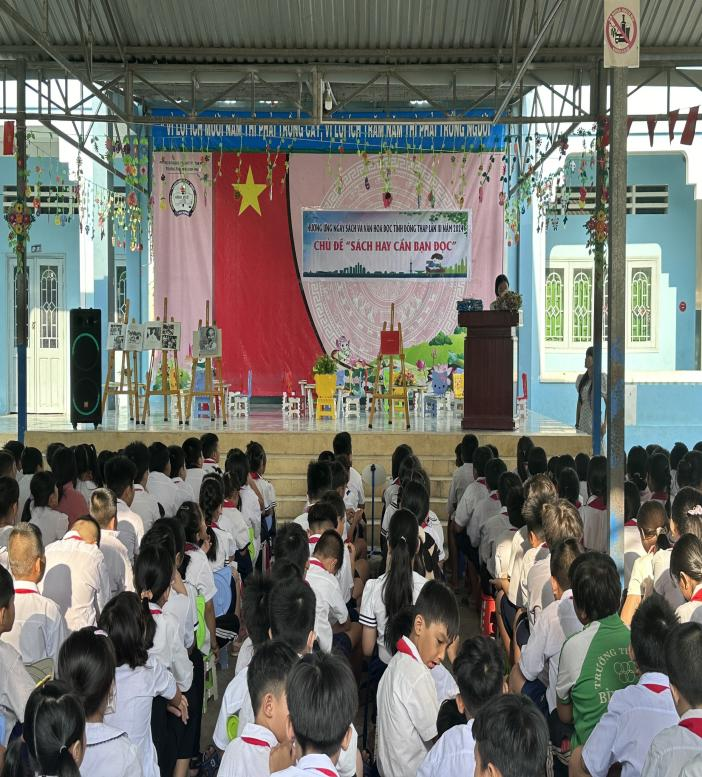 VÌ LỢI ÍCH MƯỜI NĂM THÌ PHẢI TRỒNG CÂY, VÌ LỢI ÍCH TRĂM NĂM THÌ PHẢI TRỒNG NGƯỜI
HƯỞNG ỨNG NGÀY SÁCH VÀ VĂN HÓA ĐỌC TỈNH ĐỒNG THÁP LẦN III NĂM 2024
CHỦ ĐỀ "SÁCH HAY CẦN BẠN ĐỌC"
TRƯỜNG